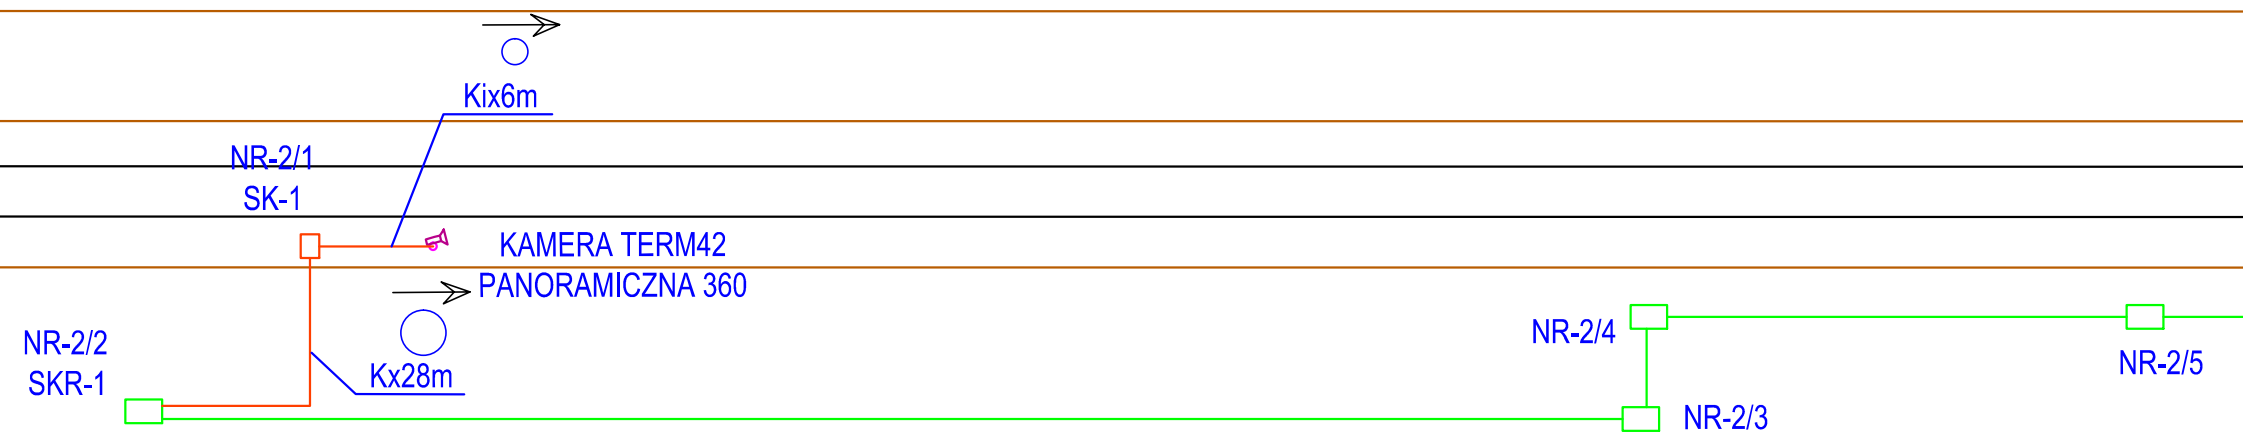 Kix6m
NR-2/1
SK-1
KAMERA TERM42
PANORAMICZNA 360
NR-2/2
SKR-1
Kx28m
NR-2/4
NR-2/5
NR-2/3